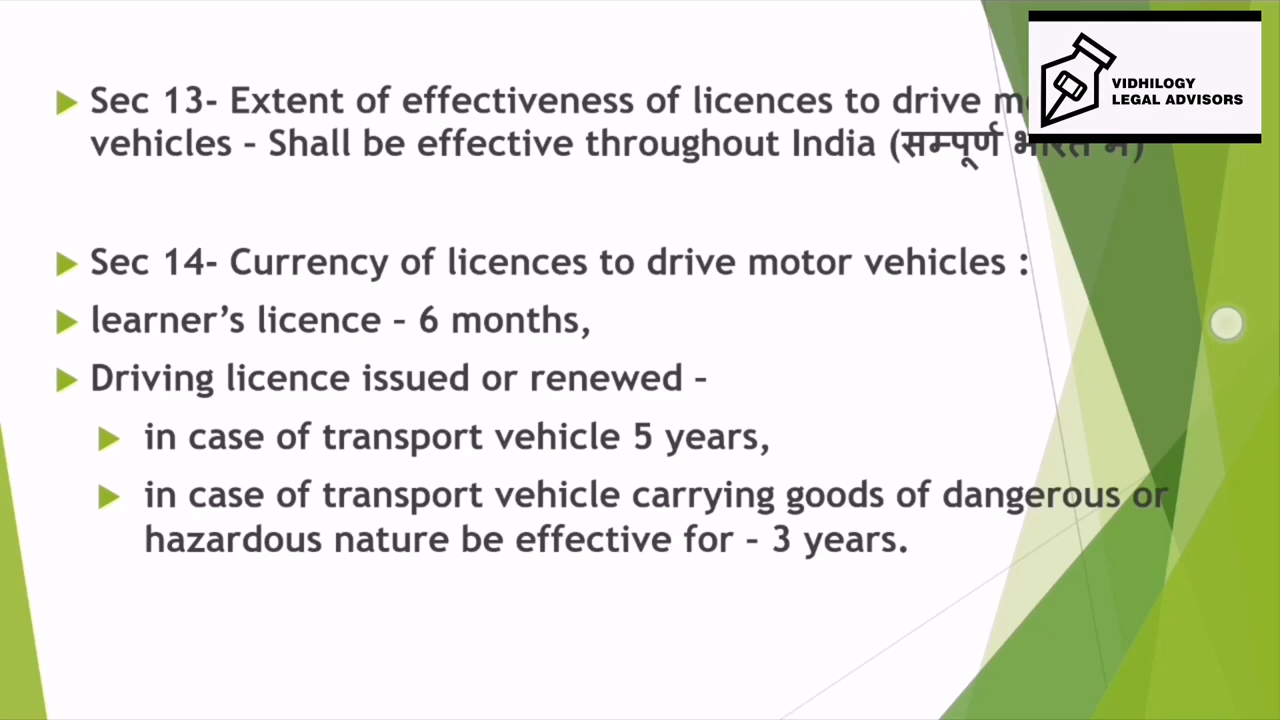 VIDHILOGY
LEGAL ADVISORS
Sec 13- Extent of effectiveness of licences to drive
vehicles – Shall be effective throughout India (सम्पूर्ण
Sec 14- Currency of licences to drive motor vehicles :
learner’s licence – 6 months,
Driving licence issued or renewed –
in case of transport vehicle 5 years,
in case of transport vehicle carrying goods of dangerous or
hazardous nature be effective for – 3 years.